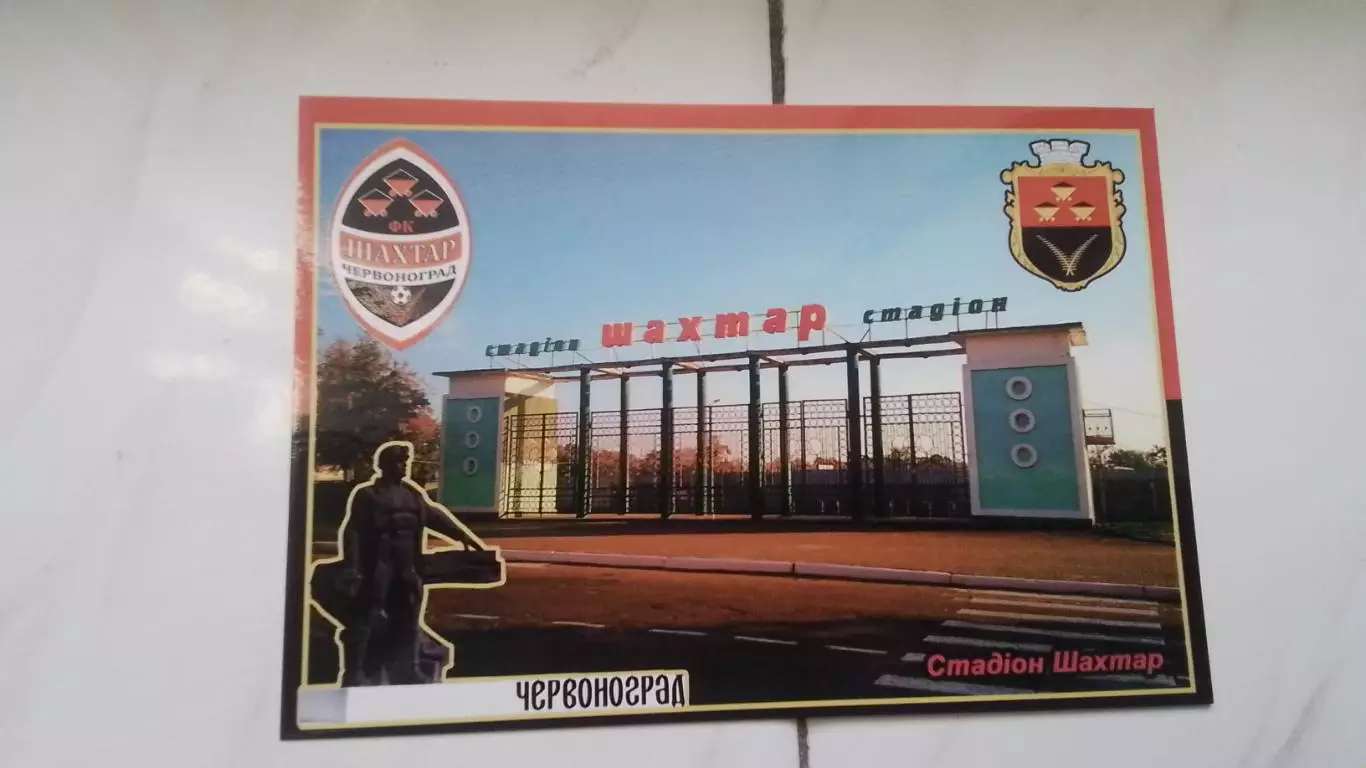 ФК
ШАХТАР
ЧЕРВОНОГРАД
стадіон шахтар стадіон
Стадіон Шахтар
ЧЕРВОНОГРАД